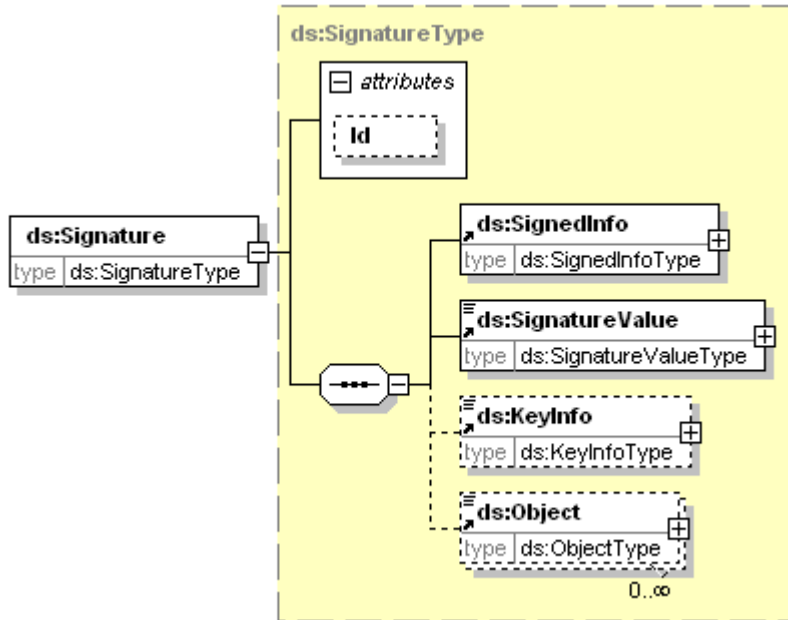 ds:SignatureType
attributes
Id
ds:Signature
type ds:SignatureType
ds:SignedInfo
type ds:SignedInfoType
ds:SignatureValue
type ds:SignatureValueType
ds:KeyInfo
type ds:KeyInfoType
ds:Object
type ds:ObjectType
0..∞